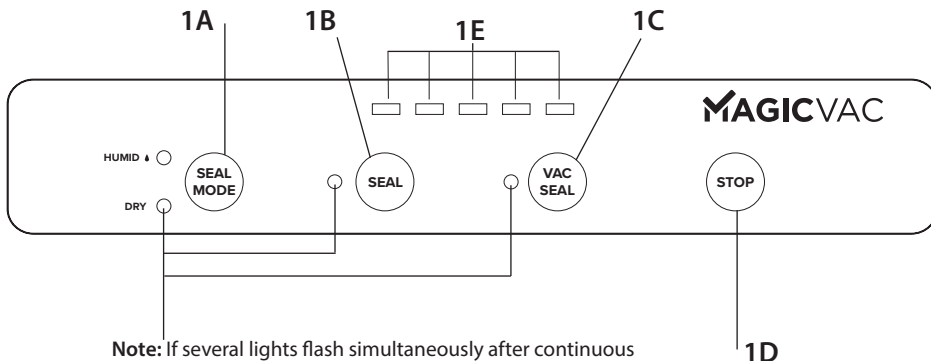 1A 1B 1E 1C
MAGICVAC
HUMID
SEAL
MODE
SEAL
VAC
SEAL
STOP
DRY
Note: If several lights flash simultaneously after continuous
1D